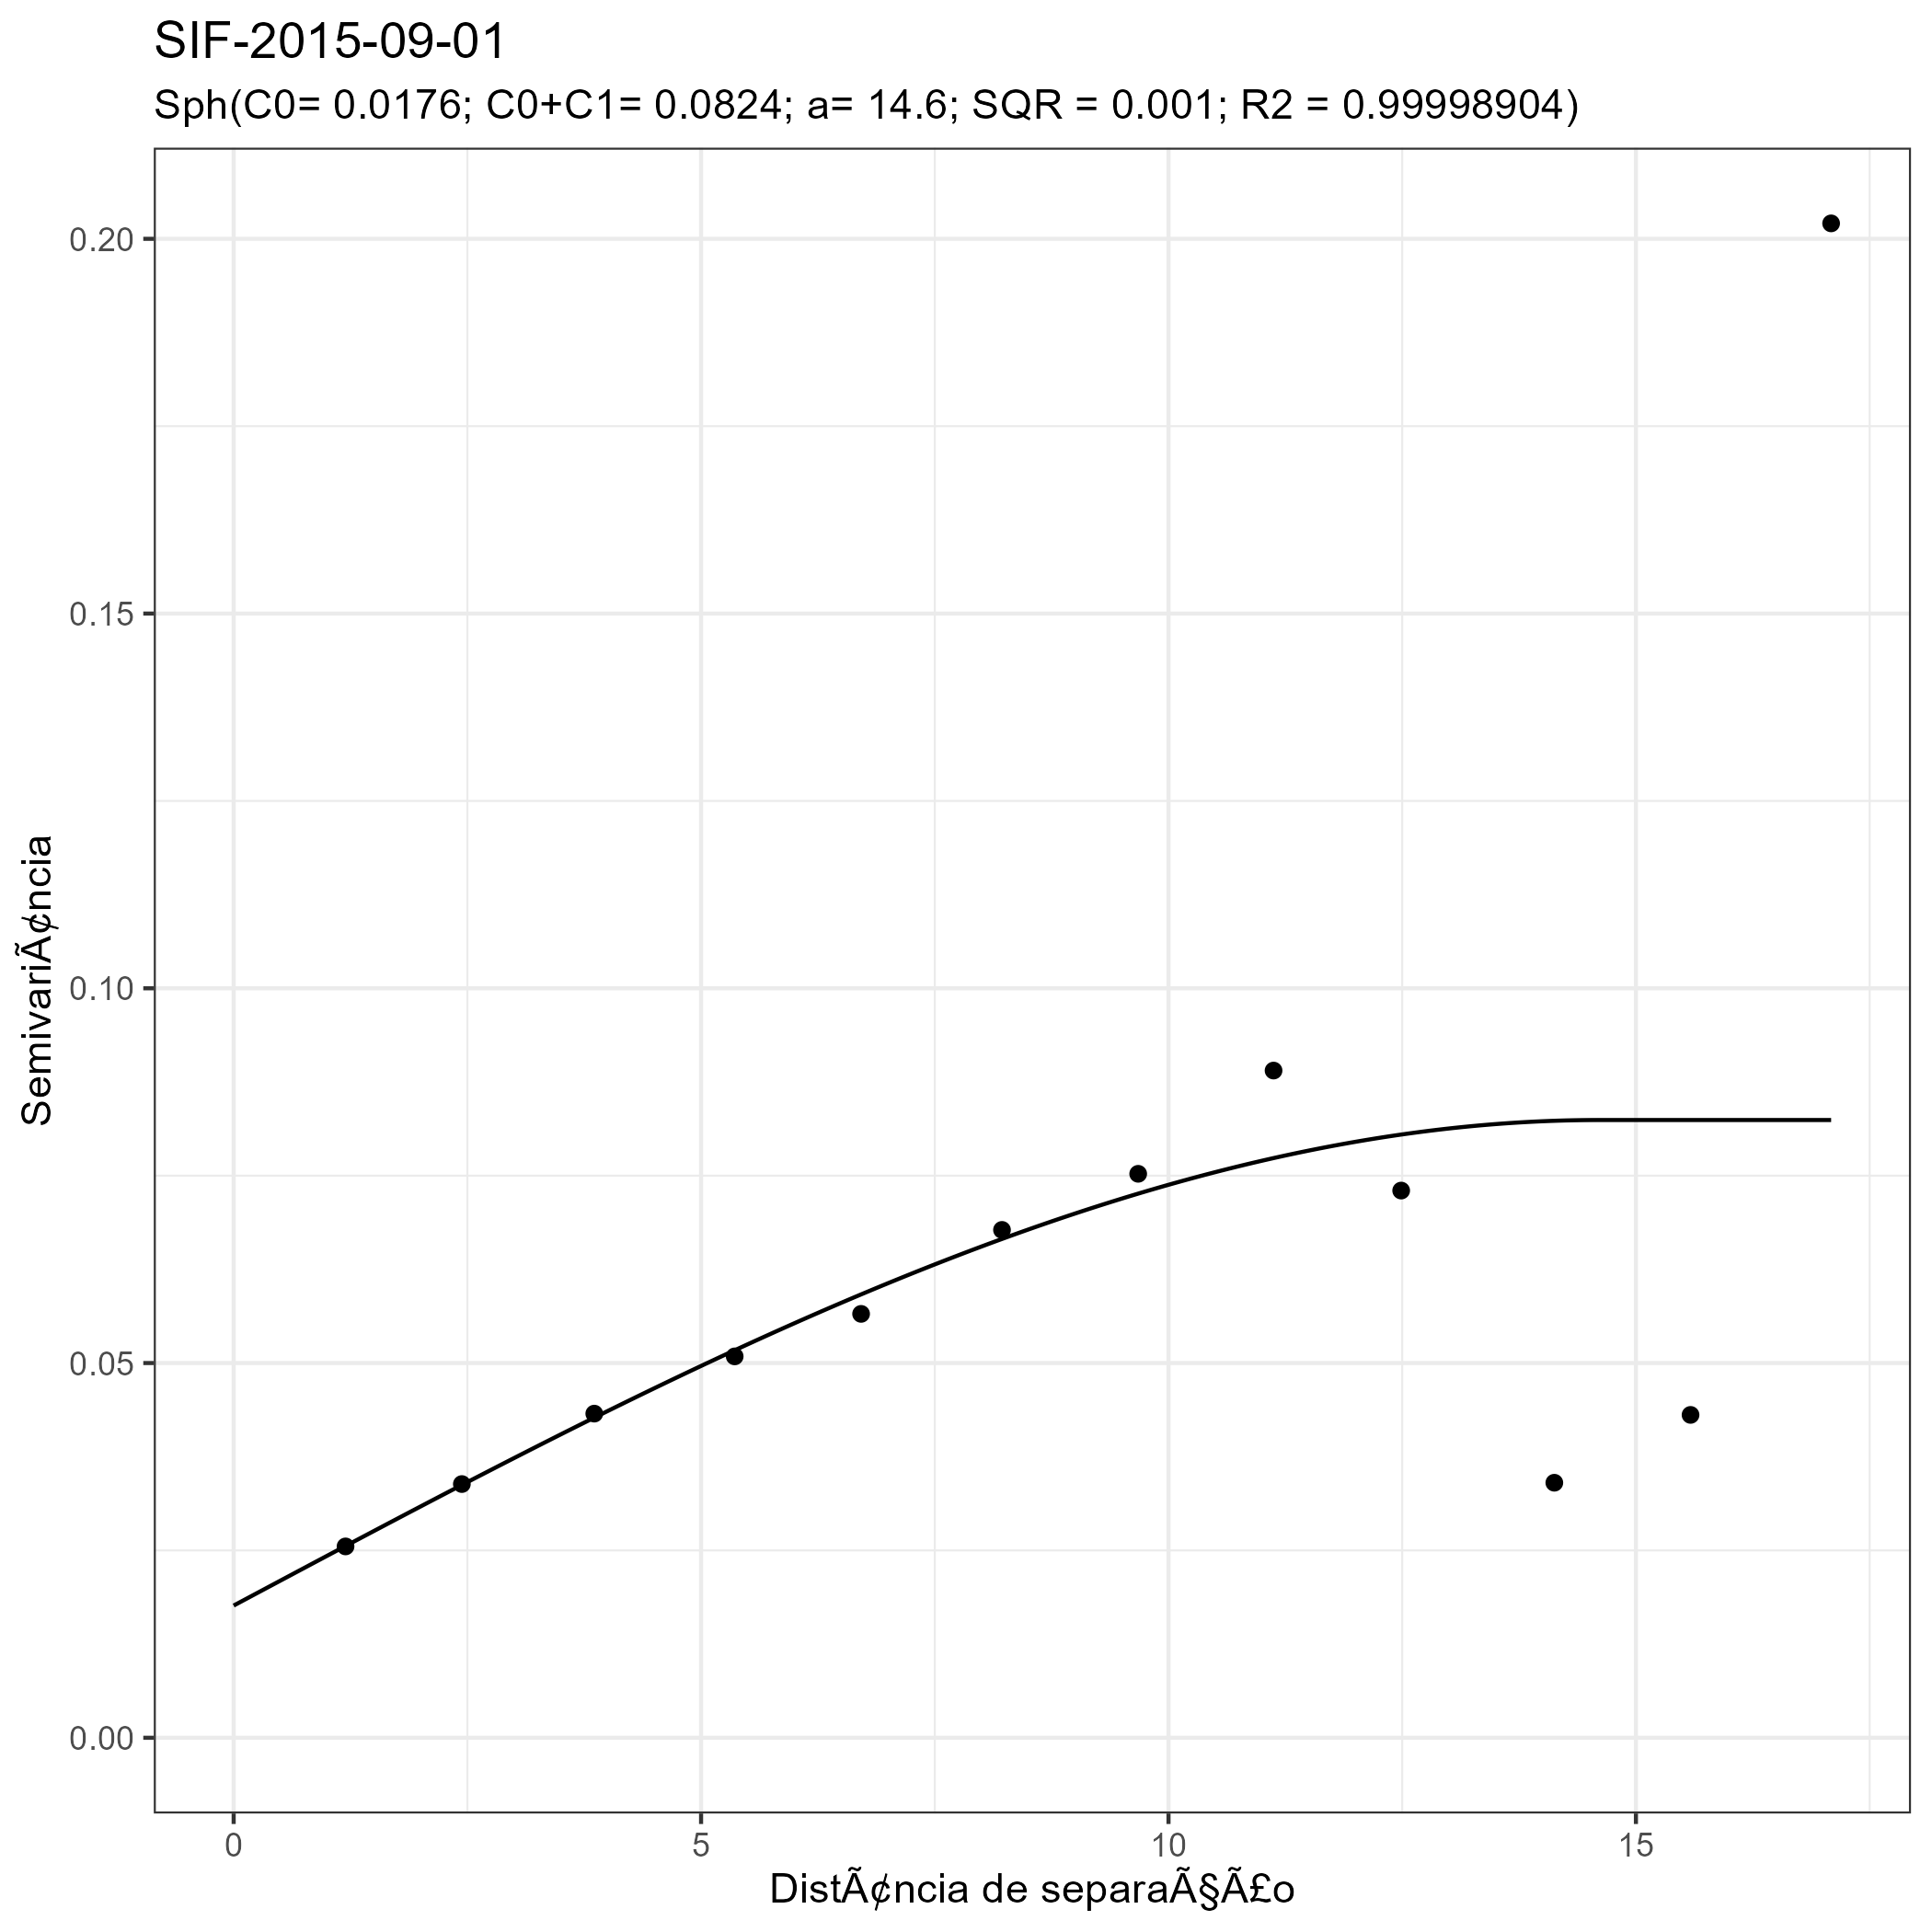 SIF-2015-09-01
Sph(C0= 0.0176; C0+C1= 0.0824; a= 14.6; SQR = 0.001; R2 = 0.99998904)
SemivariÃ¢ncia
0.20
0.15
0.10
0.05
0.00
0 5 10 15
DistÃ¢ncia de separaÃ§Ã£o